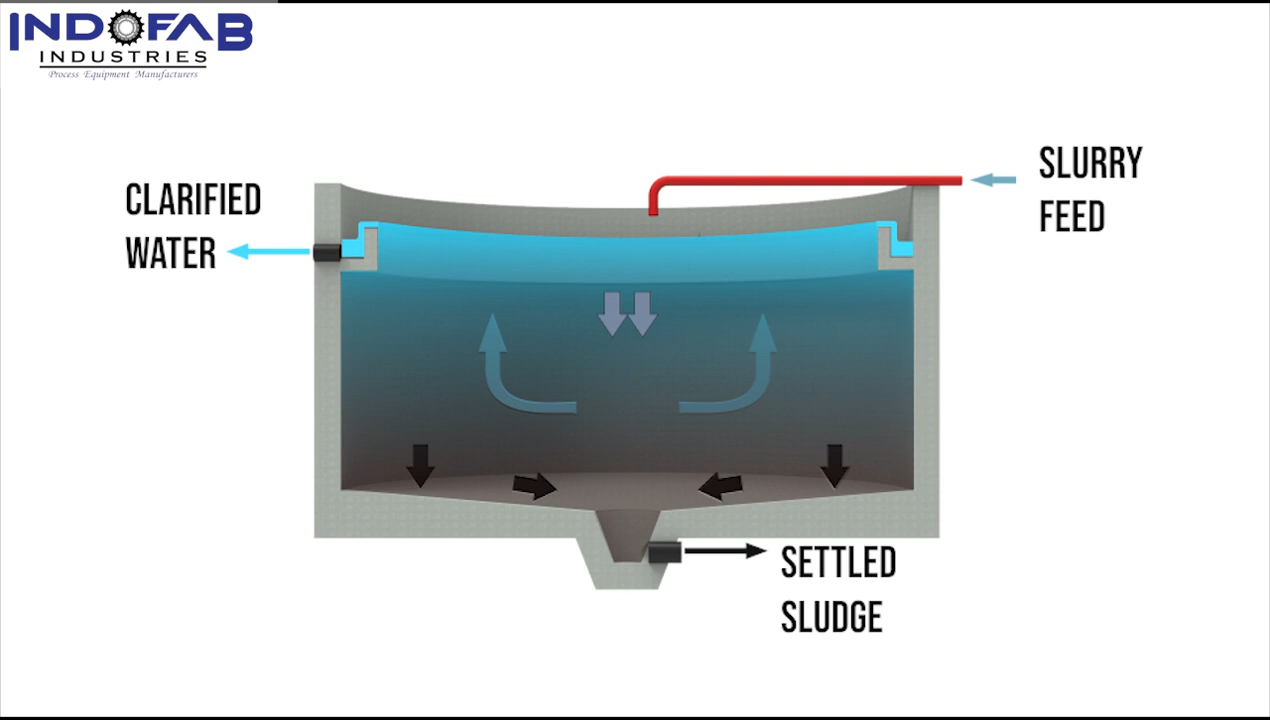 INDOFAB
INDUSTRIES
Process Equipment Manufacturers
SLURRY
FEED
CLARIFIED
WATER
SETTLED
SLUDGE